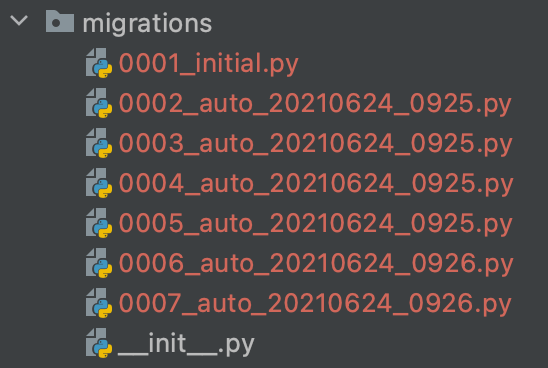 migrations
0001_initial.py
0002_auto_20210624_0925.py
0003_auto_20210624_0925.py
0004_auto_20210624_0925.py
0005_auto_20210624_0925.py
0006_auto_20210624_0926.py
0007_auto_20210624_0926.py
__init__.py